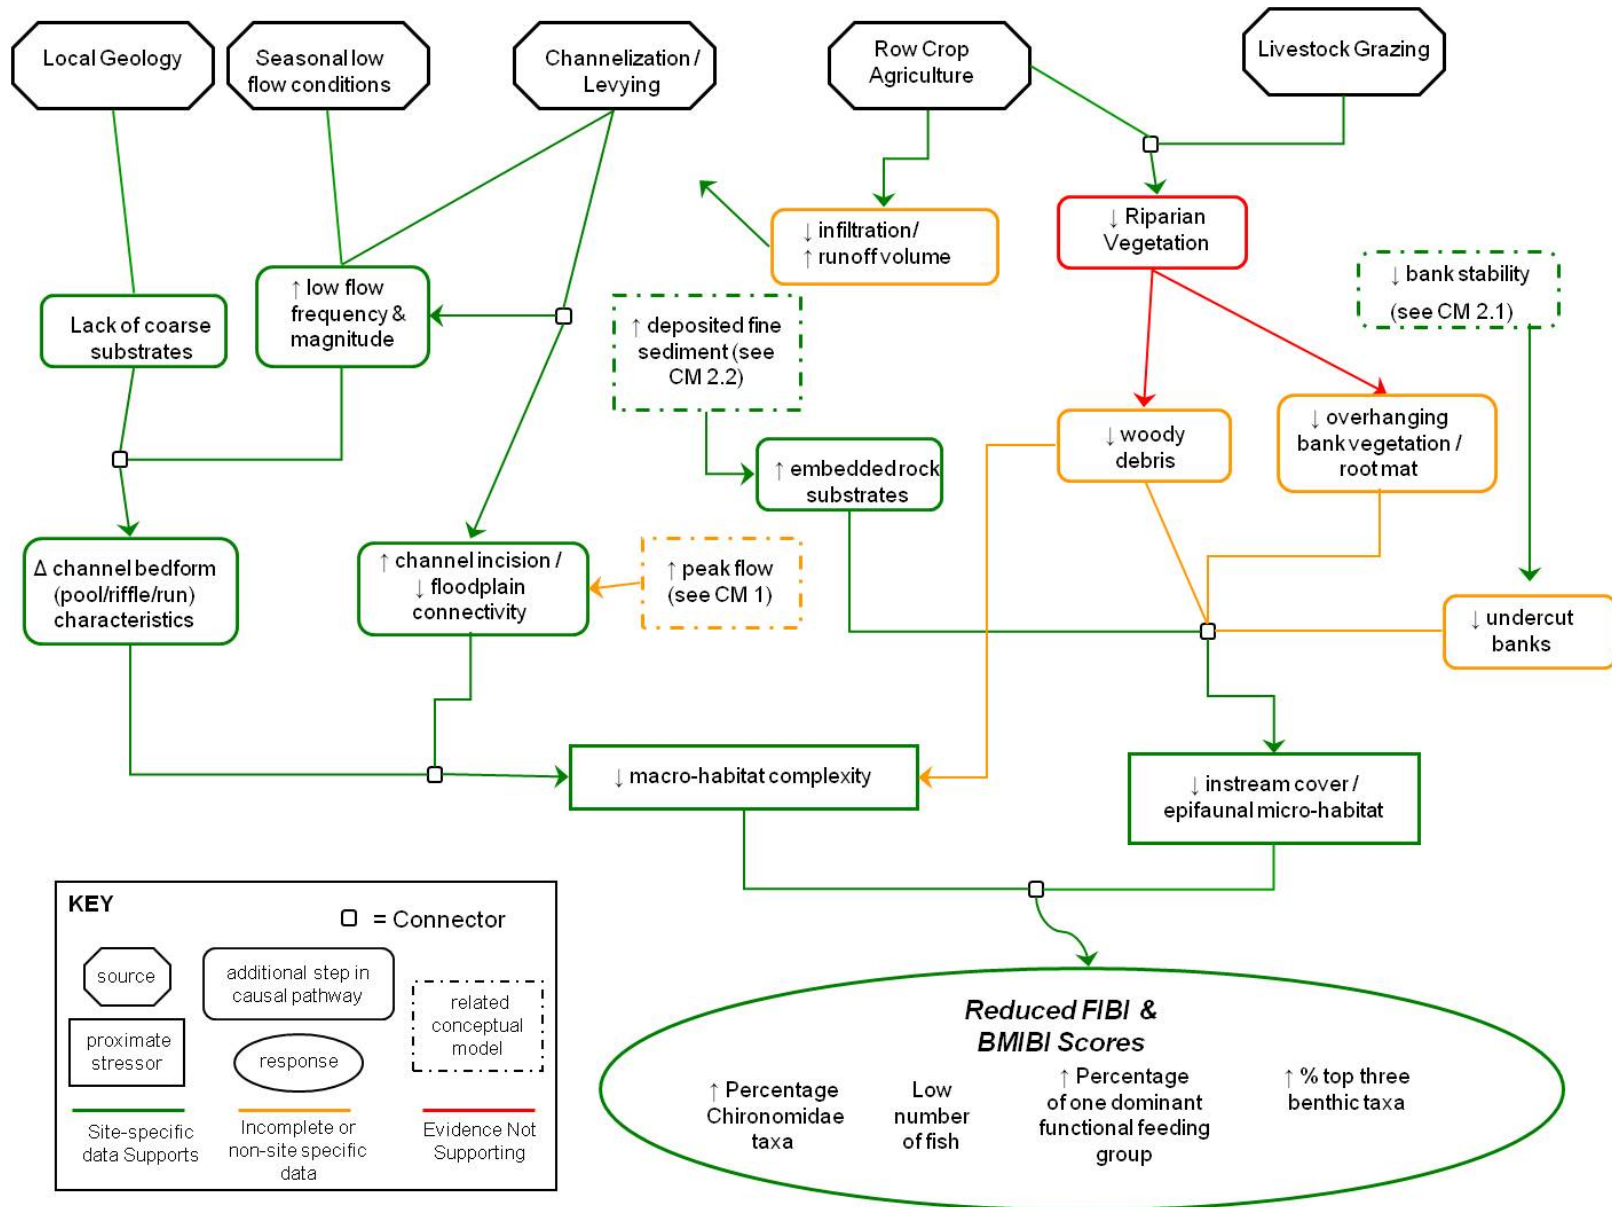 Local Geology
Seasonal low
flow conditions
Channelization /
Levying
Row Crop
Agriculture
Livestock Grazing
↓ infiltration/
↑ runoff volume
↓ Riparian
Vegetation
↓ bank stability
(see CM 2.1)
↑ low flow
frequency &
magnitude
Lack of coarse
substrates
↑ deposited fine
sediment (see
CM 2.2)
↓ woody
debris
↓ overhanging
bank vegetation /
root mat
↑ embedded rock
substrates
Δ channel bedform
(pool/riffle/run)
characteristics
↑ channel incision /
↓ floodplain
connectivity
↑ peak flow
(see CM 1)
↓ undercut
banks
↓ macro-habitat complexity
↓ instream cover /
epifaunal micro-habitat
KEY
= Connector
source
additional step in
causal pathway
related
conceptual
model
proximate
stressor
response
Site-specific
data Supports
Incomplete or
non-site specific
data
Evidence Not
Supporting
Reduced FIBI &
BMIBI Scores
↑ Percentage
Chironomidae
taxa
Low
number
of fish
↑ Percentage
of one dominant
functional feeding
group
↑ % top three
benthic taxa